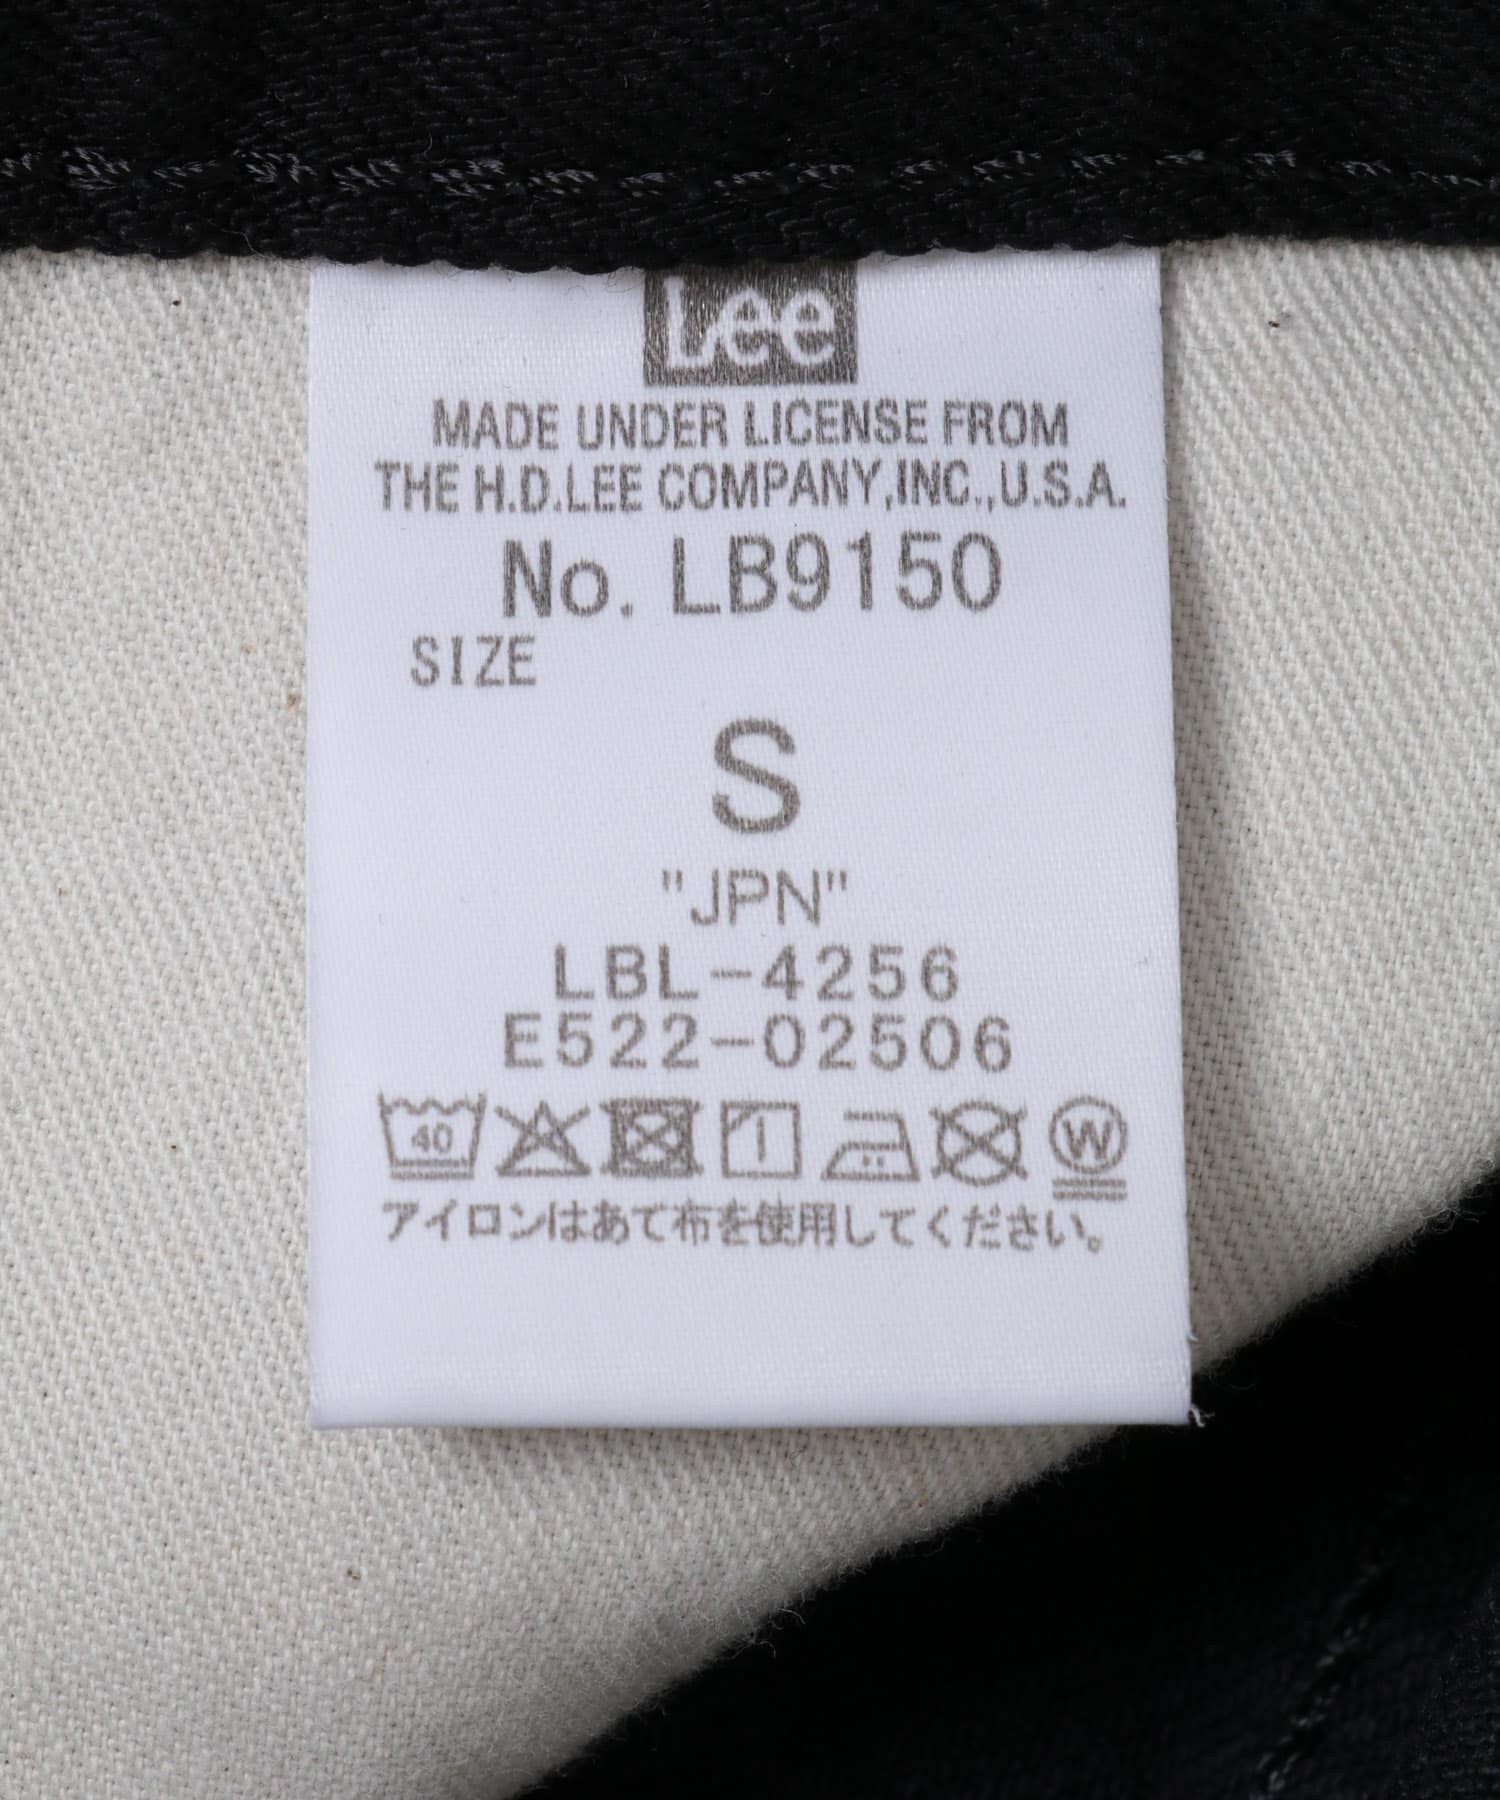 Lee
MADE UNDER LICENSE FROM
THE H.D.LEE COMPANY,INC.,U.S.A.
No. LB9150
SIZE
S
"JPN"
LBL-4256
E522-02506
40 W
アイロンはあて布を使用してください。